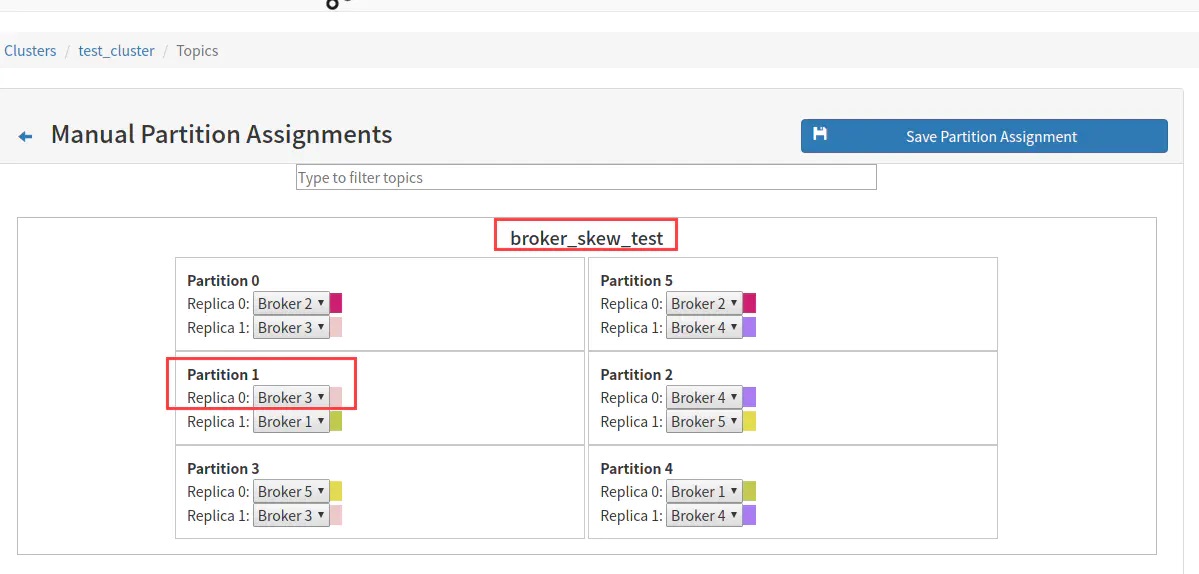 Clusters / test_cluster / Topics
Manual Partition Assignments
Save Partition Assignment
Type to filter topics
broker_skew_test
Partition 0
Replica 0: Broker 2
Replica 1: Broker 3
Partition 5
Replica 0: Broker 2
Replica 1: Broker 4
Partition 1
Replica 0: Broker 3
Replica 1: Broker 1
Partition 2
Replica 0: Broker 4
Replica 1: Broker 5
Partition 3
Replica 0: Broker 5
Replica 1: Broker 3
Partition 4
Replica 0: Broker 1
Replica 1: Broker 4